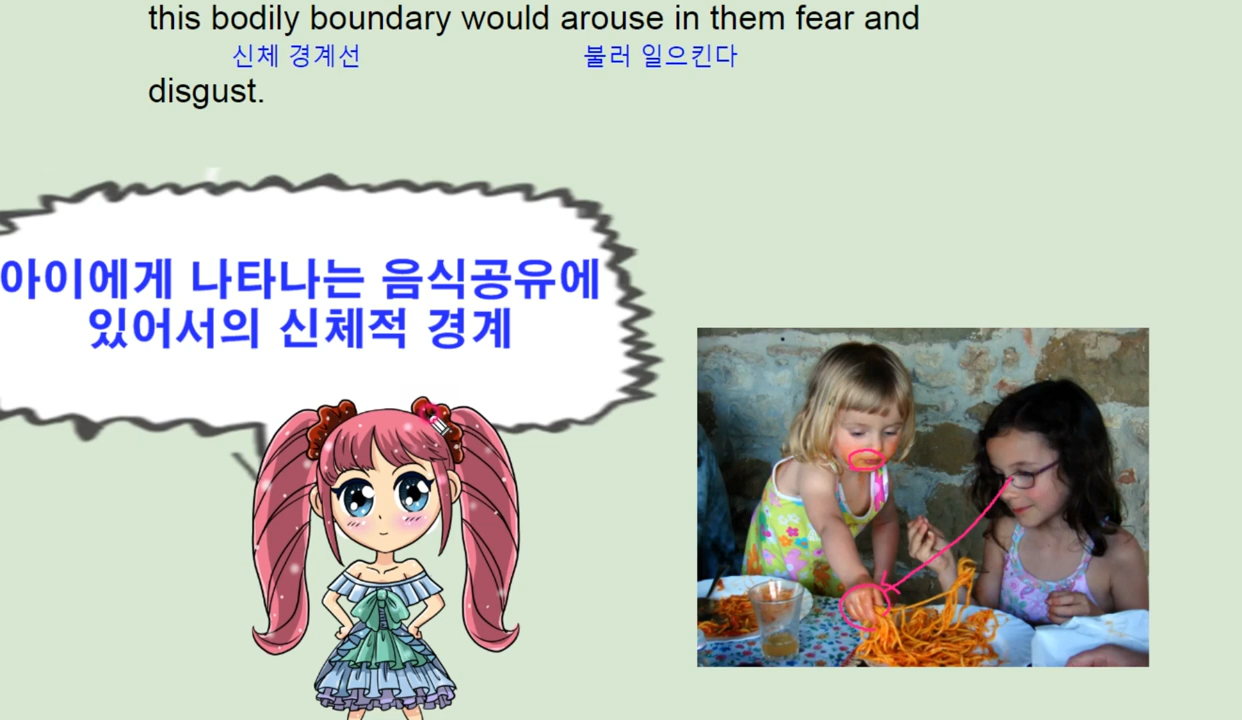 this bodily boundary would arouse in them fear and
신체 경계선 불러 일으킨다
disgust.
아이에게 나타나는 음식공유에
있어서의 신체적 경계